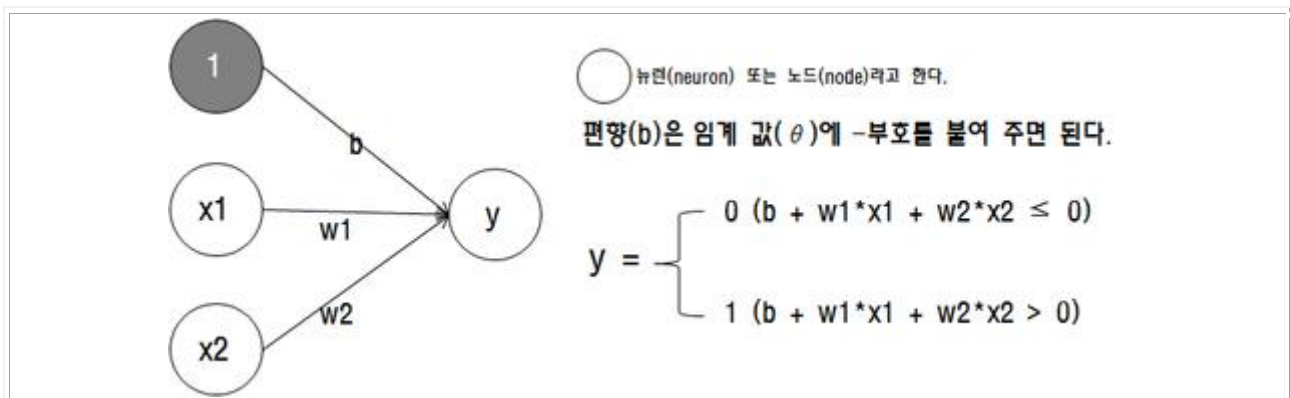 1
b
x1
w1
y
w2
x2
뉴런(neuron) 또는 노드(node)라고 한다.
편향(b)은 임계 값(θ)에 -부호를 붙여 주면 된다.
0 (b + w1*x1 + w2*x2 ≤ 0)
y =
1 (b + w1*x1 + w2*x2 > 0)